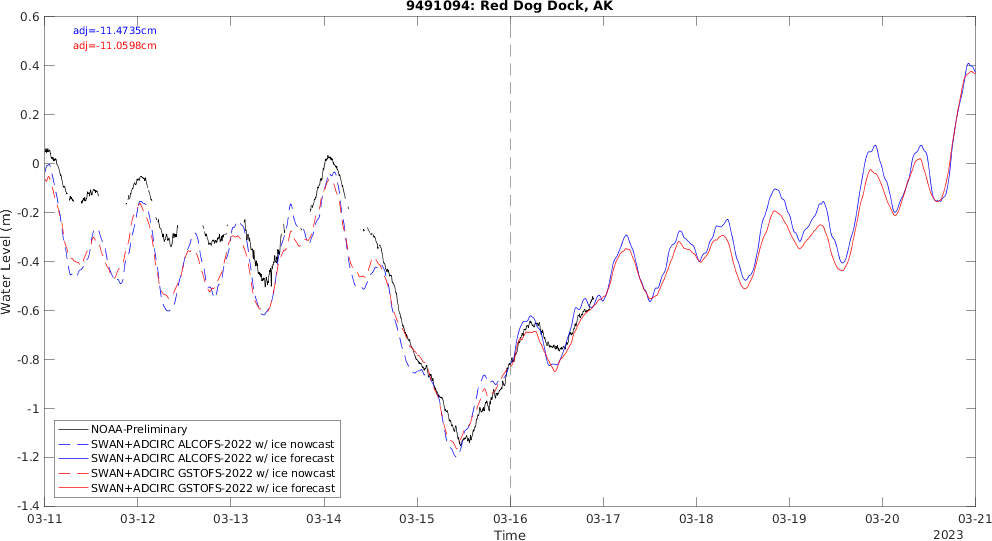 9491094: Red Dog Dock, AK
adj=-11.4735cm
adj=-11.0598cm
0.6
0.4
0.2
0
-0.2
-0.4
-0.6
-0.8
-1
-1.2
-1.4
Water Level (m)
NOAA-Preliminary
SWAN+ADCIRC ALCOFS-2022 w/ ice nowcast
SWAN+ADCIRC ALCOFS-2022 w/ ice forecast
SWAN+ADCIRC GSTOFS-2022 w/ ice nowcast
SWAN+ADCIRC GSTOFS-2022 w/ ice forecast
03-11 03-12 03-13 03-14 03-15 03-16 03-17 03-18 03-19 03-20 03-21
Time
2023